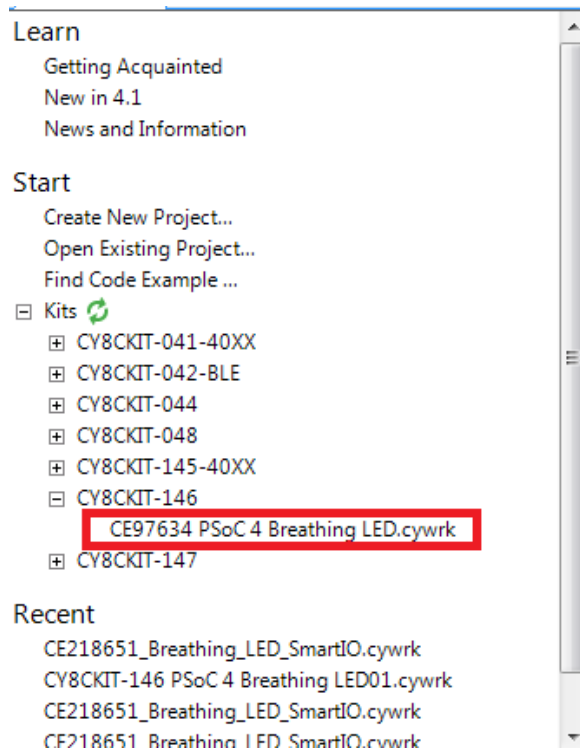 Learn
Getting Acquainted
New in 4.1
News and Information
Start
Create New Project...
Open Existing Project...
Find Code Example ...
Kits
CY8CKIT-041-40XX
CY8CKIT-042-BLE
CY8CKIT-044
CY8CKIT-048
CY8CKIT-145-40XX
CY8CKIT-146
CE97634 PSoC 4 Breathing LED.cywrk
CY8CKIT-147
Recent
CE218651_Breathing_LED_SmartIO.cywrk
CY8CKIT-146 PSoC 4 Breathing LED01.cywrk
CE218651_Breathing_LED_SmartIO.cywrk
CE218651_Breathing_LED_SmartIO.cywrk